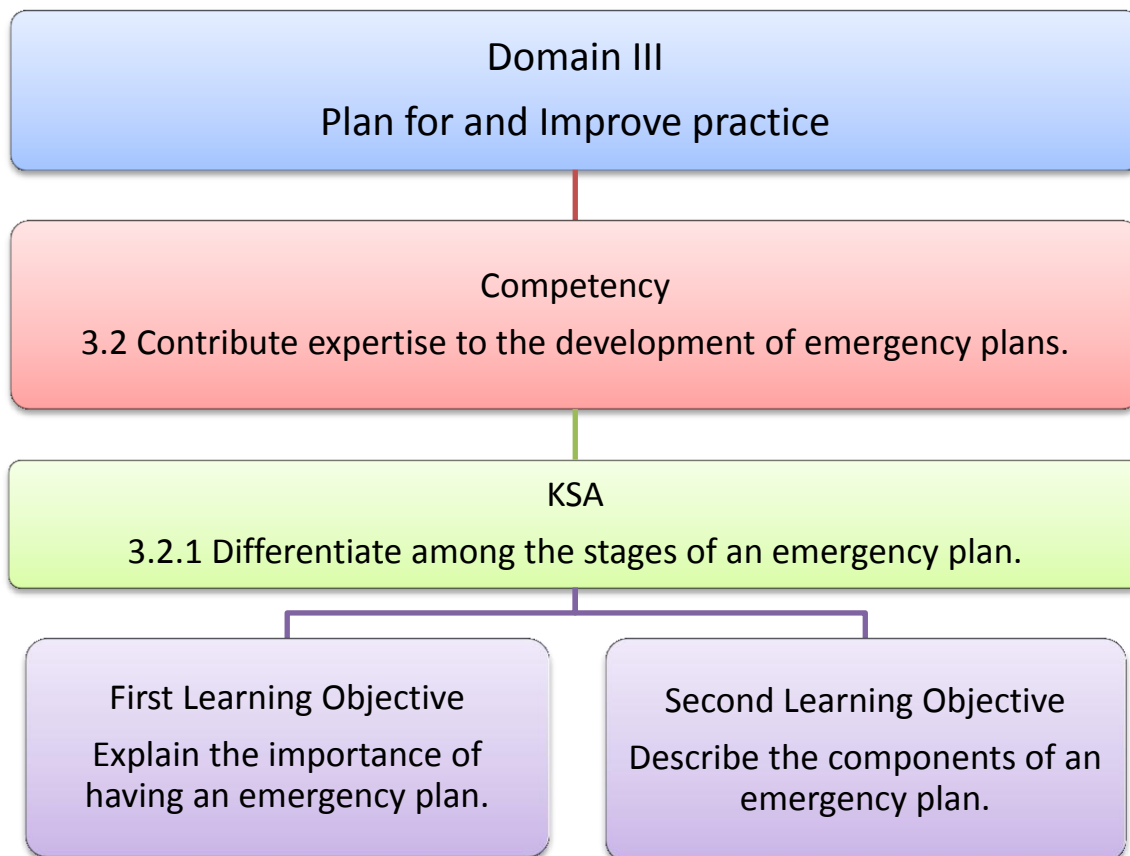 Domain III
Plan for and Improve practice
Competency
3.2 Contribute expertise to the development of emergency plans.
KSA
3.2.1 Differentiate among the stages of an emergency plan.
First Learning Objective
Explain the importance of
having an emergency plan.
Second Learning Objective
Describe the components of an
emergency plan.